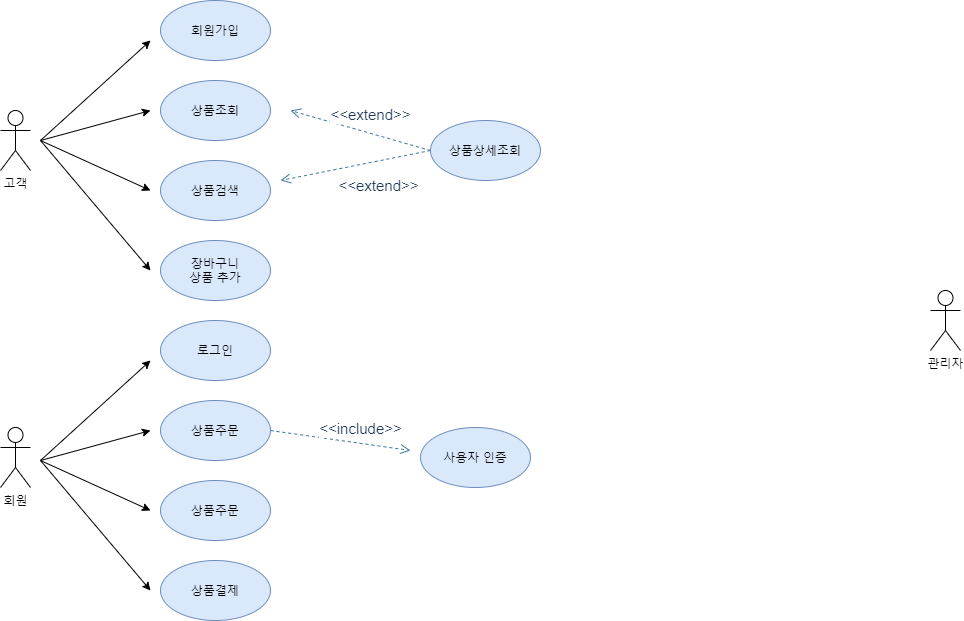 회원가입
상품조회
<<extend>>
상품상세조회
고객
상품검색
<<extend>>
장바구니
상품 추가
로그인
관리자
상품주문
<<include>>
사용자 인증
회원
상품주문
상품결제